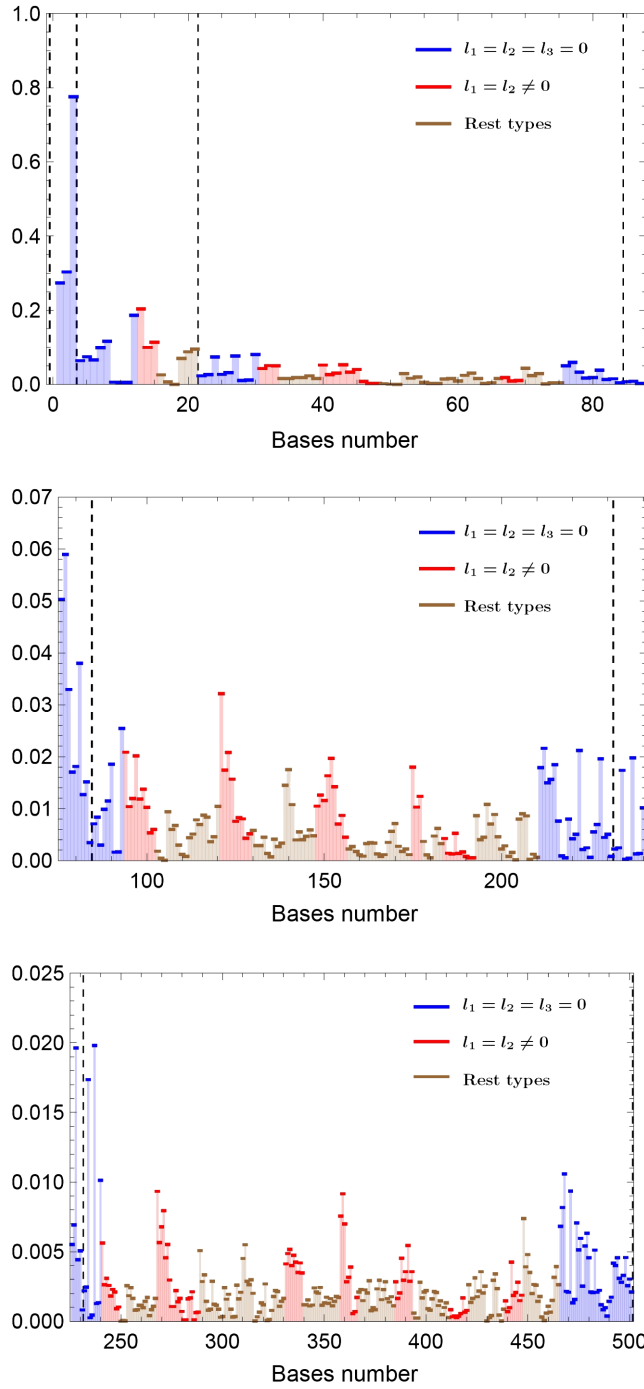 1.0
0.8
0.6
0.4
0.2
0.0
l₁ = l₂ = l₃ = 0
l₁ = l₂ ≠ 0
Rest types
0 20 40 60 80
Bases number
0.07
0.06
0.05
0.04
0.03
0.02
0.01
0.00
l₁ = l₂ = l₃ = 0
l₁ = l₂ ≠ 0
Rest types
100 150 200
Bases number
0.025
0.020
0.015
0.010
0.005
0.000
l₁ = l₂ = l₃ = 0
l₁ = l₂ ≠ 0
Rest types
250 300 350 400 450 500
Bases number